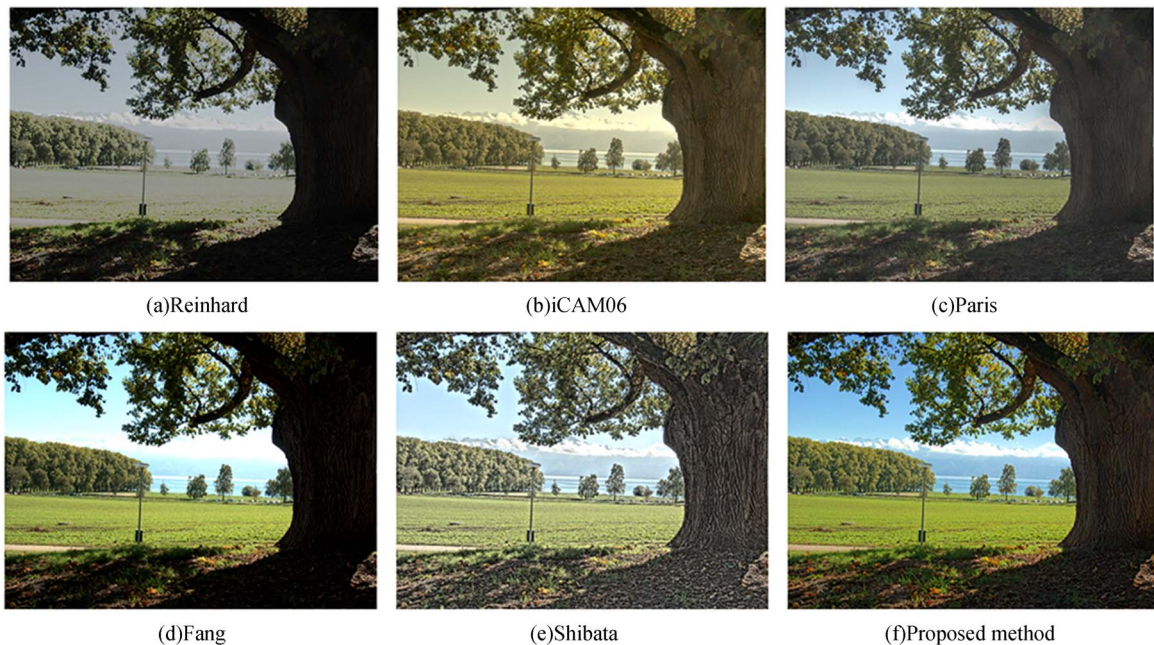 (a)Reinhard
(b)iCAM06
(c)Paris
(d)Fang
(e)Shibata
(f)Proposed method